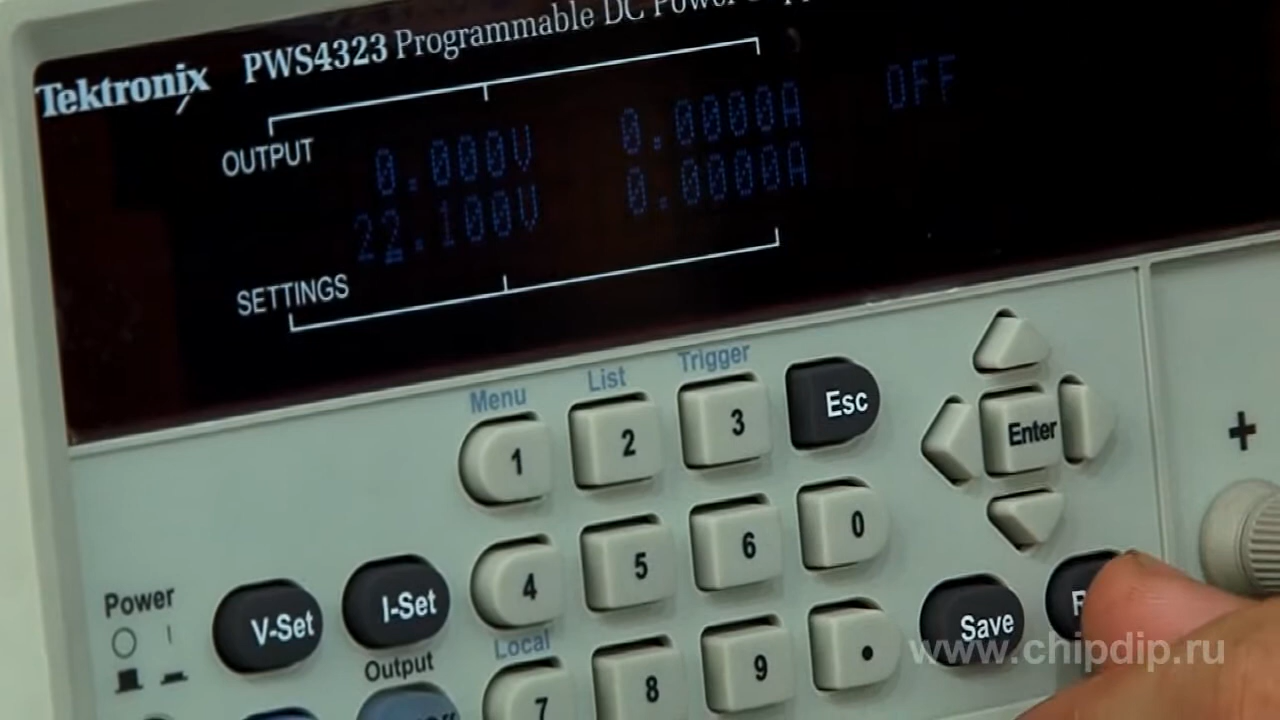 Tektronix PWS4323 Programmable DC Power
OUTPUT 0.000V 0.0000A OFF
22.100V 0.0000A
SETTINGS
Menu List Trigger
1 2 3 Esc
Enter
+
4 5 6 0
Power V-Set I-Set
Save
Output Local
7 8 9 .
www.chipdip.ru